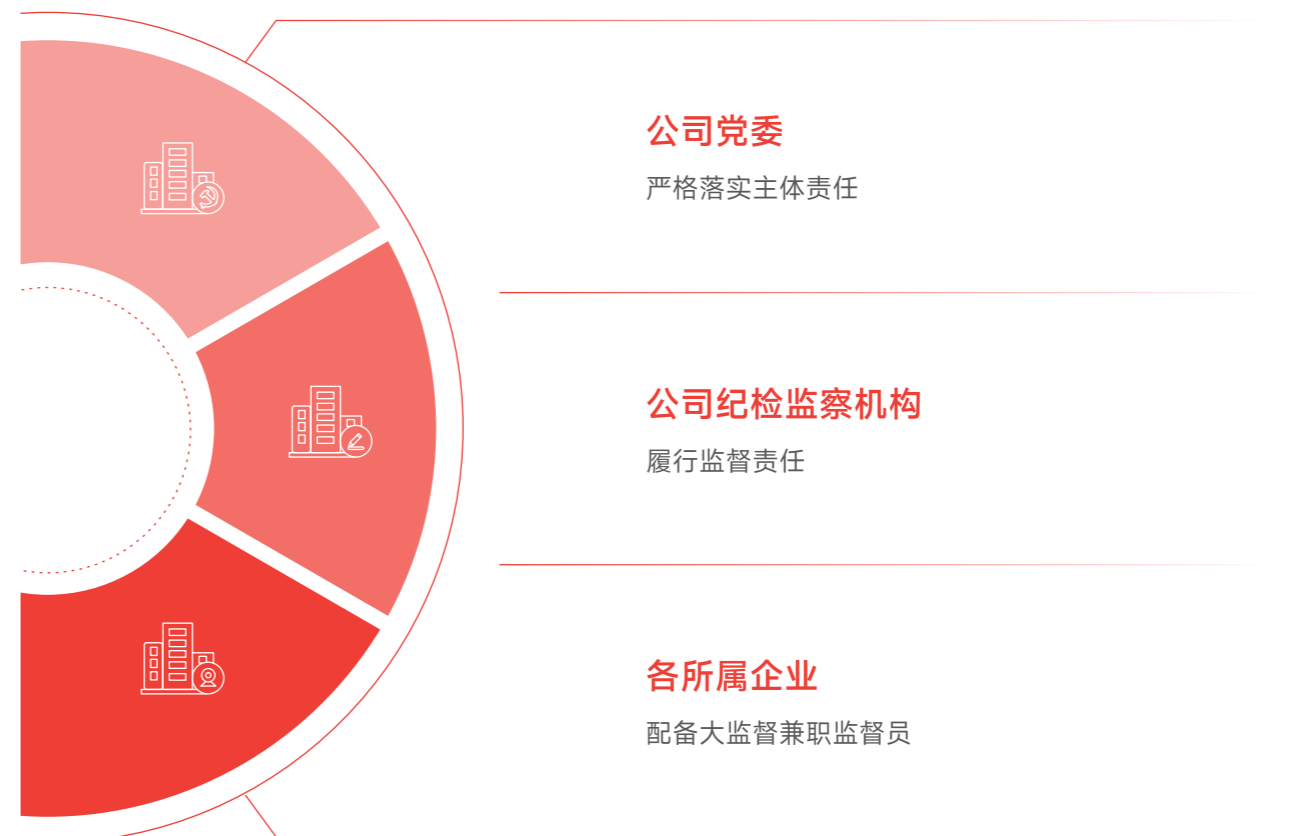 公司党委
严格落实主体责任
公司纪检监察机构
履行监督责任
各所属企业
配备大监督兼职监督员